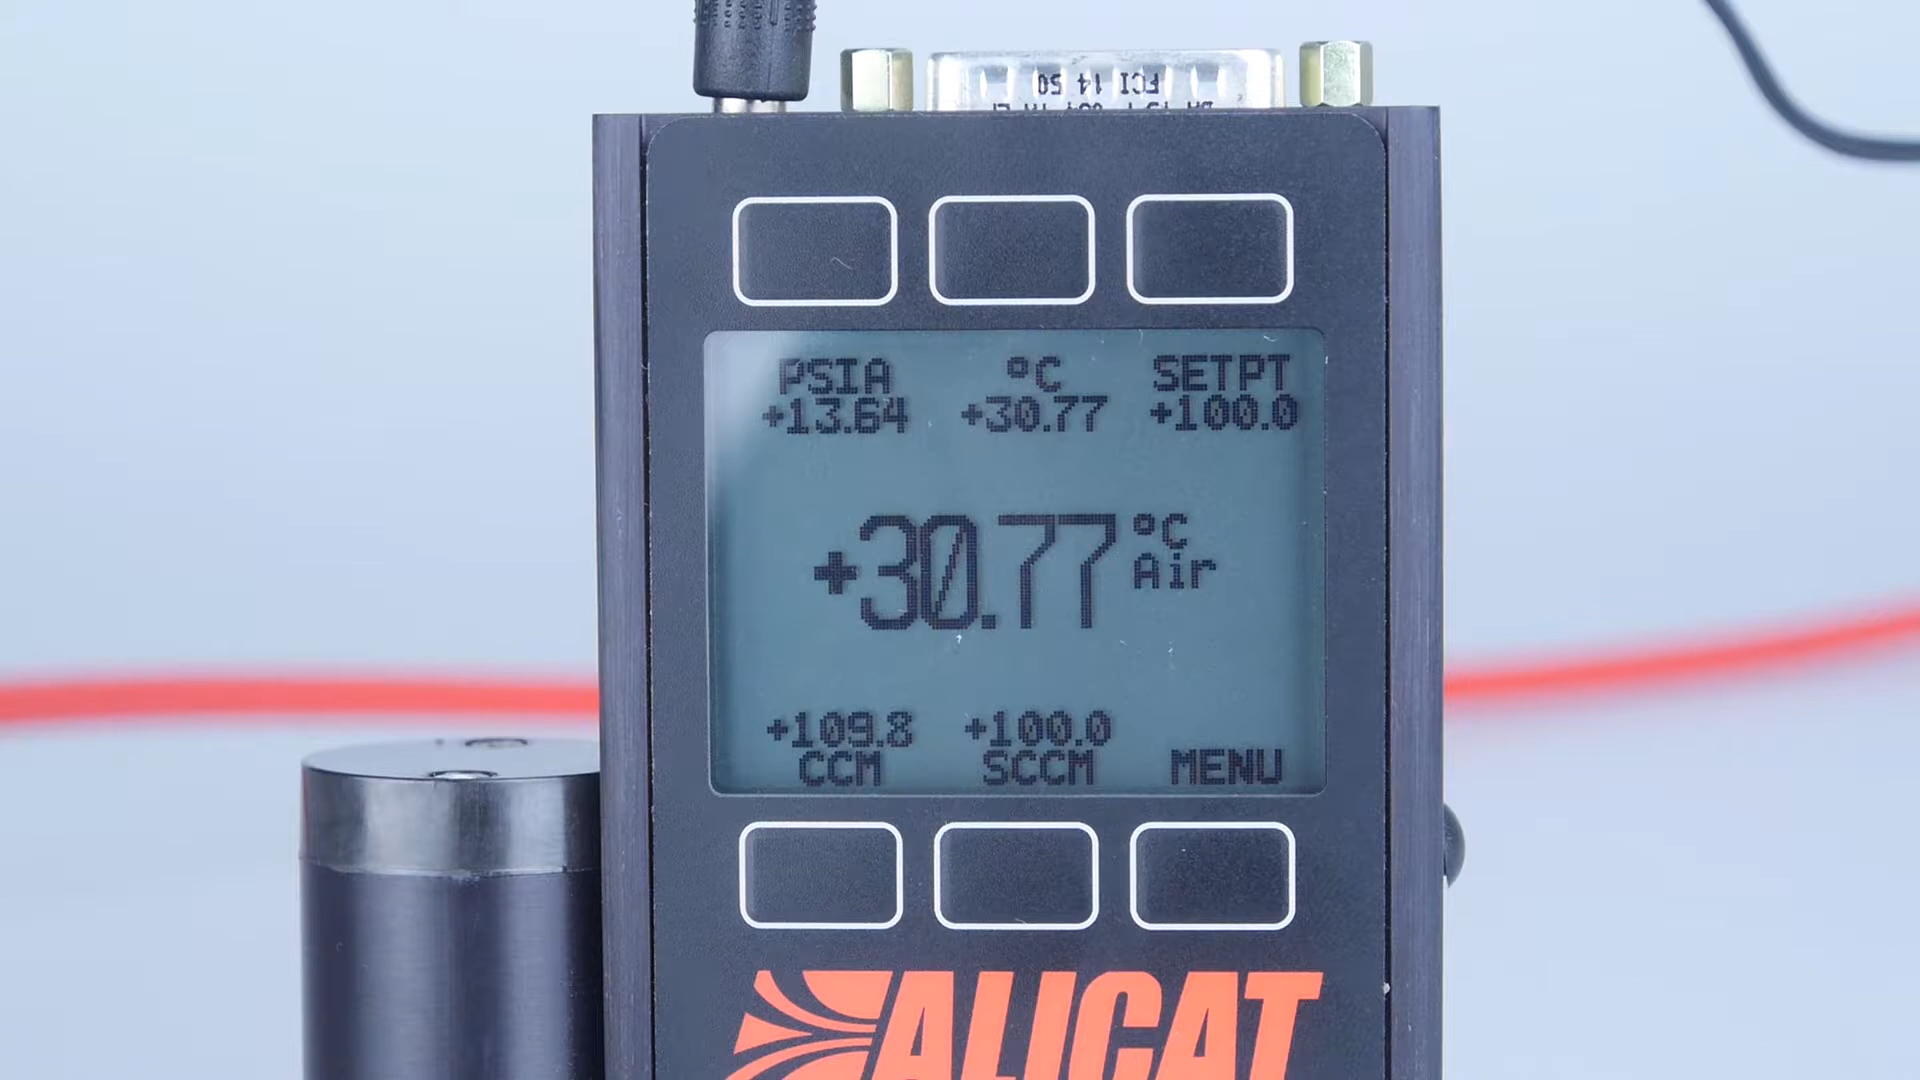 FCI 14 50
PSIA °C SETPT
+13.64 +30.77 +100.0
+30.77 °C
Air
+109.8 +100.0
CCM SCCM MENU
ALICAT